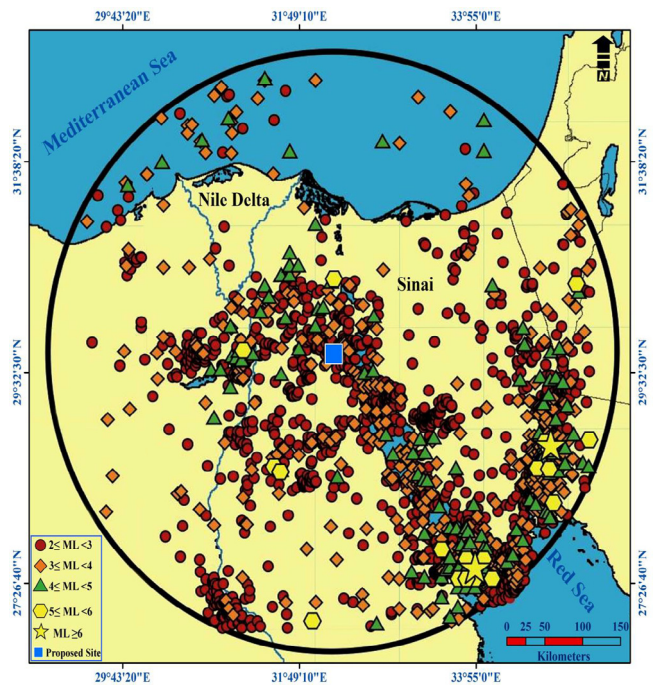 29°43'20"E 31°49'10"E 33°55'0"E
Mediterranean Sea
N
31°38'20"N
31°38'20"N
Nile Delta
Sinai
29°32'30"N
29°32'30"N
27°26'40"N
27°26'40"N
Red Sea
2≤ ML <3
3≤ ML <4
4≤ ML <5
5≤ ML <6
ML ≥6
Proposed Site
0 25 50 100 150
Kilometers
29°43'20"E 31°49'10"E 33°55'0"E